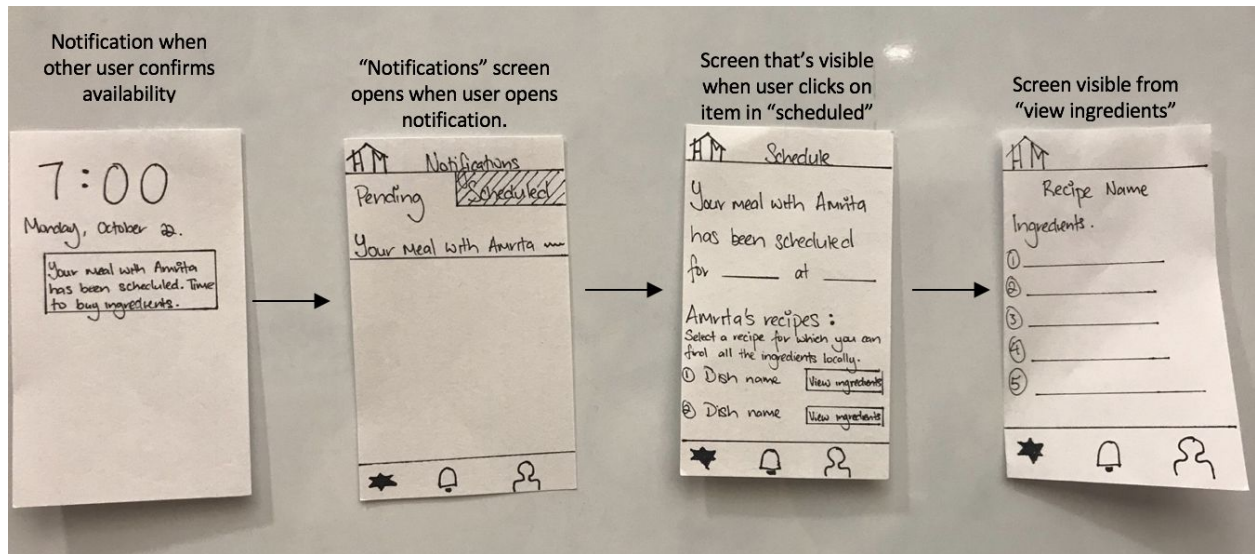 Notification when
other user confirms
availability
7:00
Monday, October 22.
Your meal with Amrita
has been scheduled. Time
to buy ingredients.
"Notifications" screen
opens when user opens
notification.
HM
Notifications
Pending
Scheduled
Your meal with Amrita
Screen that's visible
when user clicks on
item in "scheduled"
HM
Schedule
Your meal with Amrita
has been scheduled
for ______ at ______
Amrita's recipes :
Select a recipe for which you can
find all the ingredients locally.
① Dish name View ingredients
② Dish name View ingredients
Screen visible from
"view ingredients"
HM
Recipe Name
Ingredients.
①
②
③
④
⑤